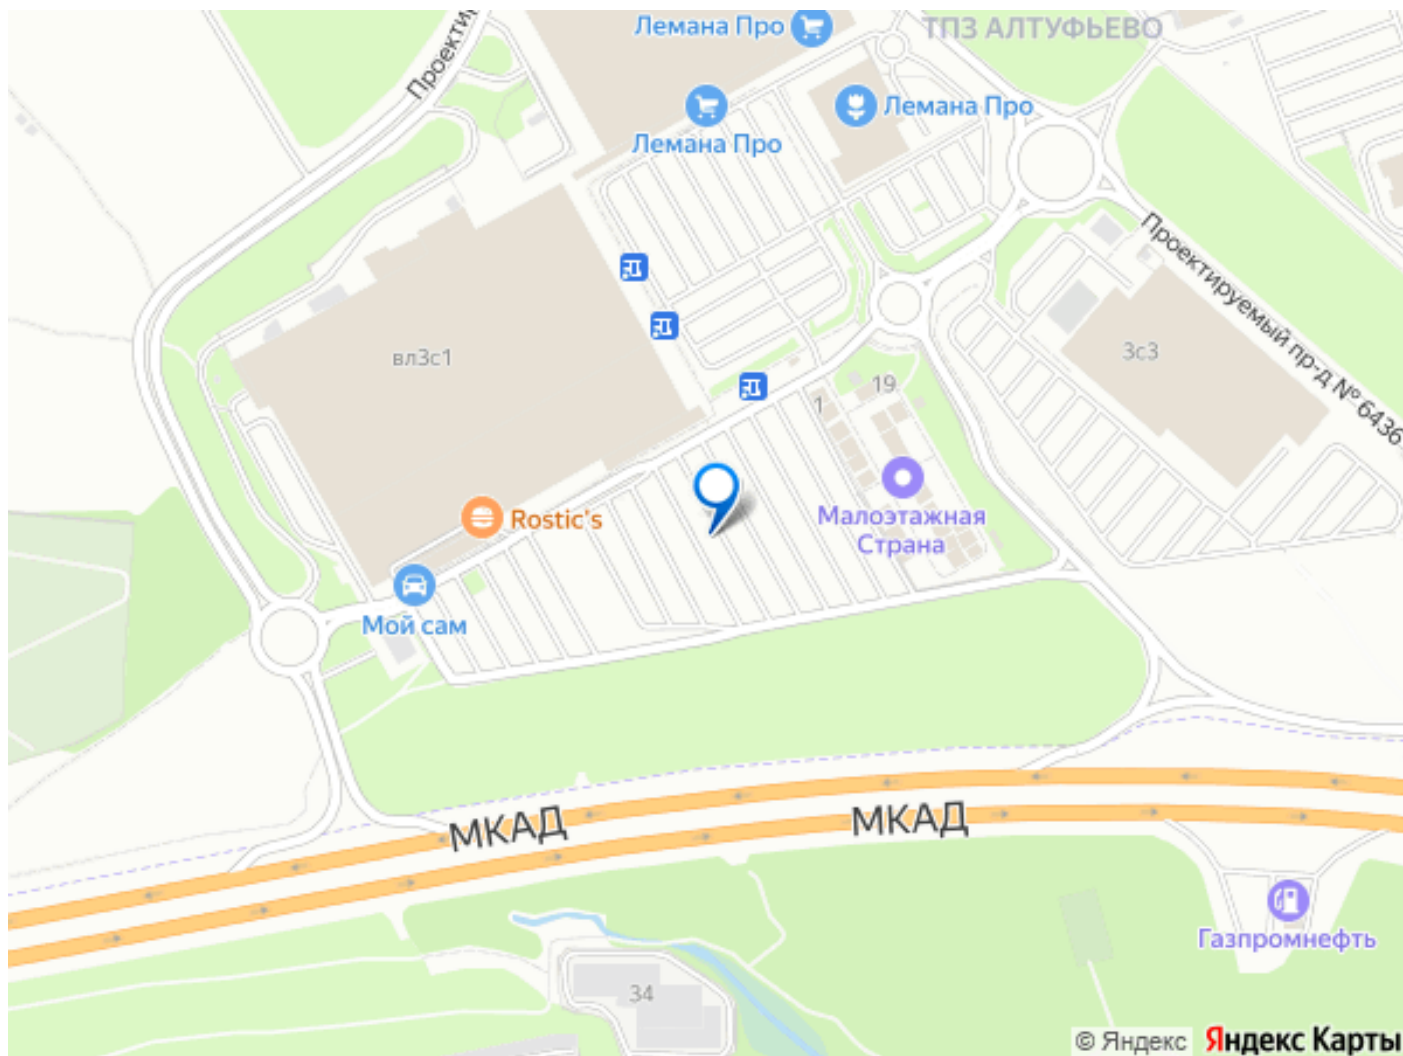 Лемана Про
ТПЗ АЛТУФЬЕВО
Проекти
Лемана Про
Лемана Про
Проектируемый пр-д № 6436
вл3с1
3с3
19
1
Rostic's
Малоэтажная
Страна
Мой сам
МКАД
МКАД
Газпромнефть
34
© Яндекс Яндекс Карты